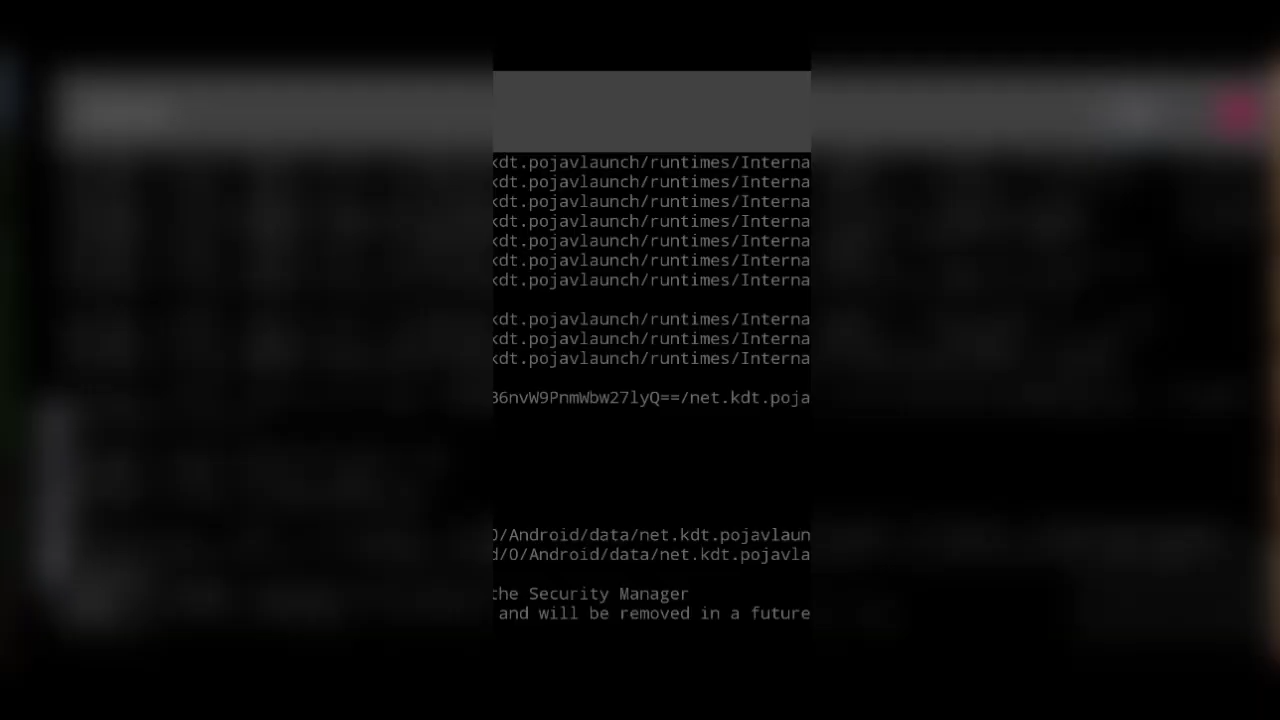 kdt.pojavlaunch/runtimes/Interna
kdt.pojavlaunch/runtimes/Interna
kdt.pojavlaunch/runtimes/Interna
kdt.pojavlaunch/runtimes/Interna
kdt.pojavlaunch/runtimes/Interna
kdt.pojavlaunch/runtimes/Interna
kdt.pojavlaunch/runtimes/Interna
kdt.pojavlaunch/runtimes/Interna
kdt.pojavlaunch/runtimes/Interna
kdt.pojavlaunch/runtimes/Interna
B6nvW9PnmWbw27lyQ==/net.kdt.poja
0/Android/data/net.kdt.pojavlaun
d/0/Android/data/net.kdt.pojavla
the Security Manager
and will be removed in a future